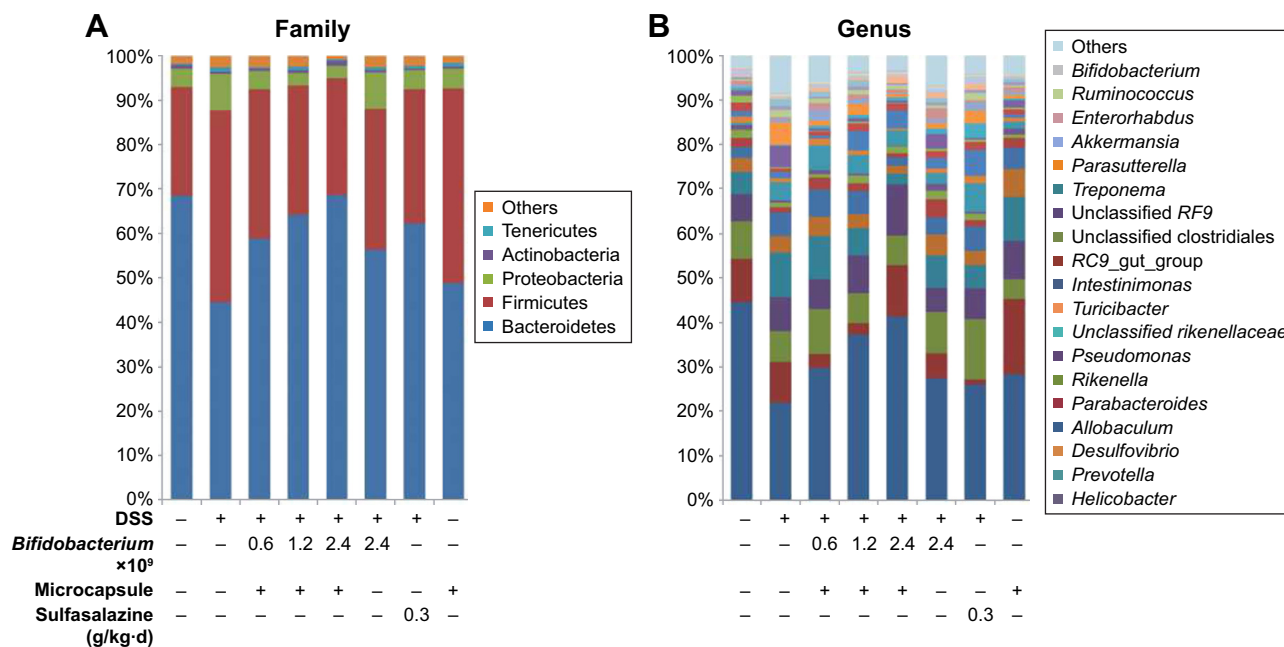 A
Family
100%
90%
80%
70%
60%
50%
40%
30%
20%
10%
0%
Others
Tenericutes
Actinobacteria
Proteobacteria
Firmicutes
Bacteroidetes
DSS – + + + + + + –
Bifidobacterium – – 0.6 1.2 2.4 2.4 – –
×10⁹
Microcapsule – – + + + – – +
Sulfasalazine – – – – – – 0.3 –
(g/kg·d)
B
Genus
100%
90%
80%
70%
60%
50%
40%
30%
20%
10%
0%
Others
Bifidobacterium
Ruminococcus
Enterorhabdus
Akkermansia
Parasutterella
Treponema
Unclassified RF9
Unclassified clostridiales
RC9_gut_group
Intestinimonas
Turicibacter
Unclassified rikenellaceae
Pseudomonas
Rikenella
Parabacteroides
Allobaculum
Desulfovibrio
Prevotella
Helicobacter
– + + + + + + –
– – 0.6 1.2 2.4 2.4 – –
– – + + + – – +
– – – – – – 0.3 –